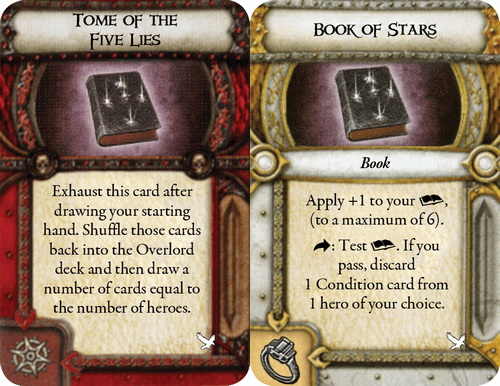 Tome of the
Five Lies
Exhaust this card after
drawing your starting
hand. Shuffle those cards
back into the Overlord
deck and then draw a
number of cards equal to
the number of heroes.
Book of Stars
Book
Apply +1 to your ,
(to a maximum of 6).
: Test . If you
pass, discard
1 Condition card from
1 hero of your choice.